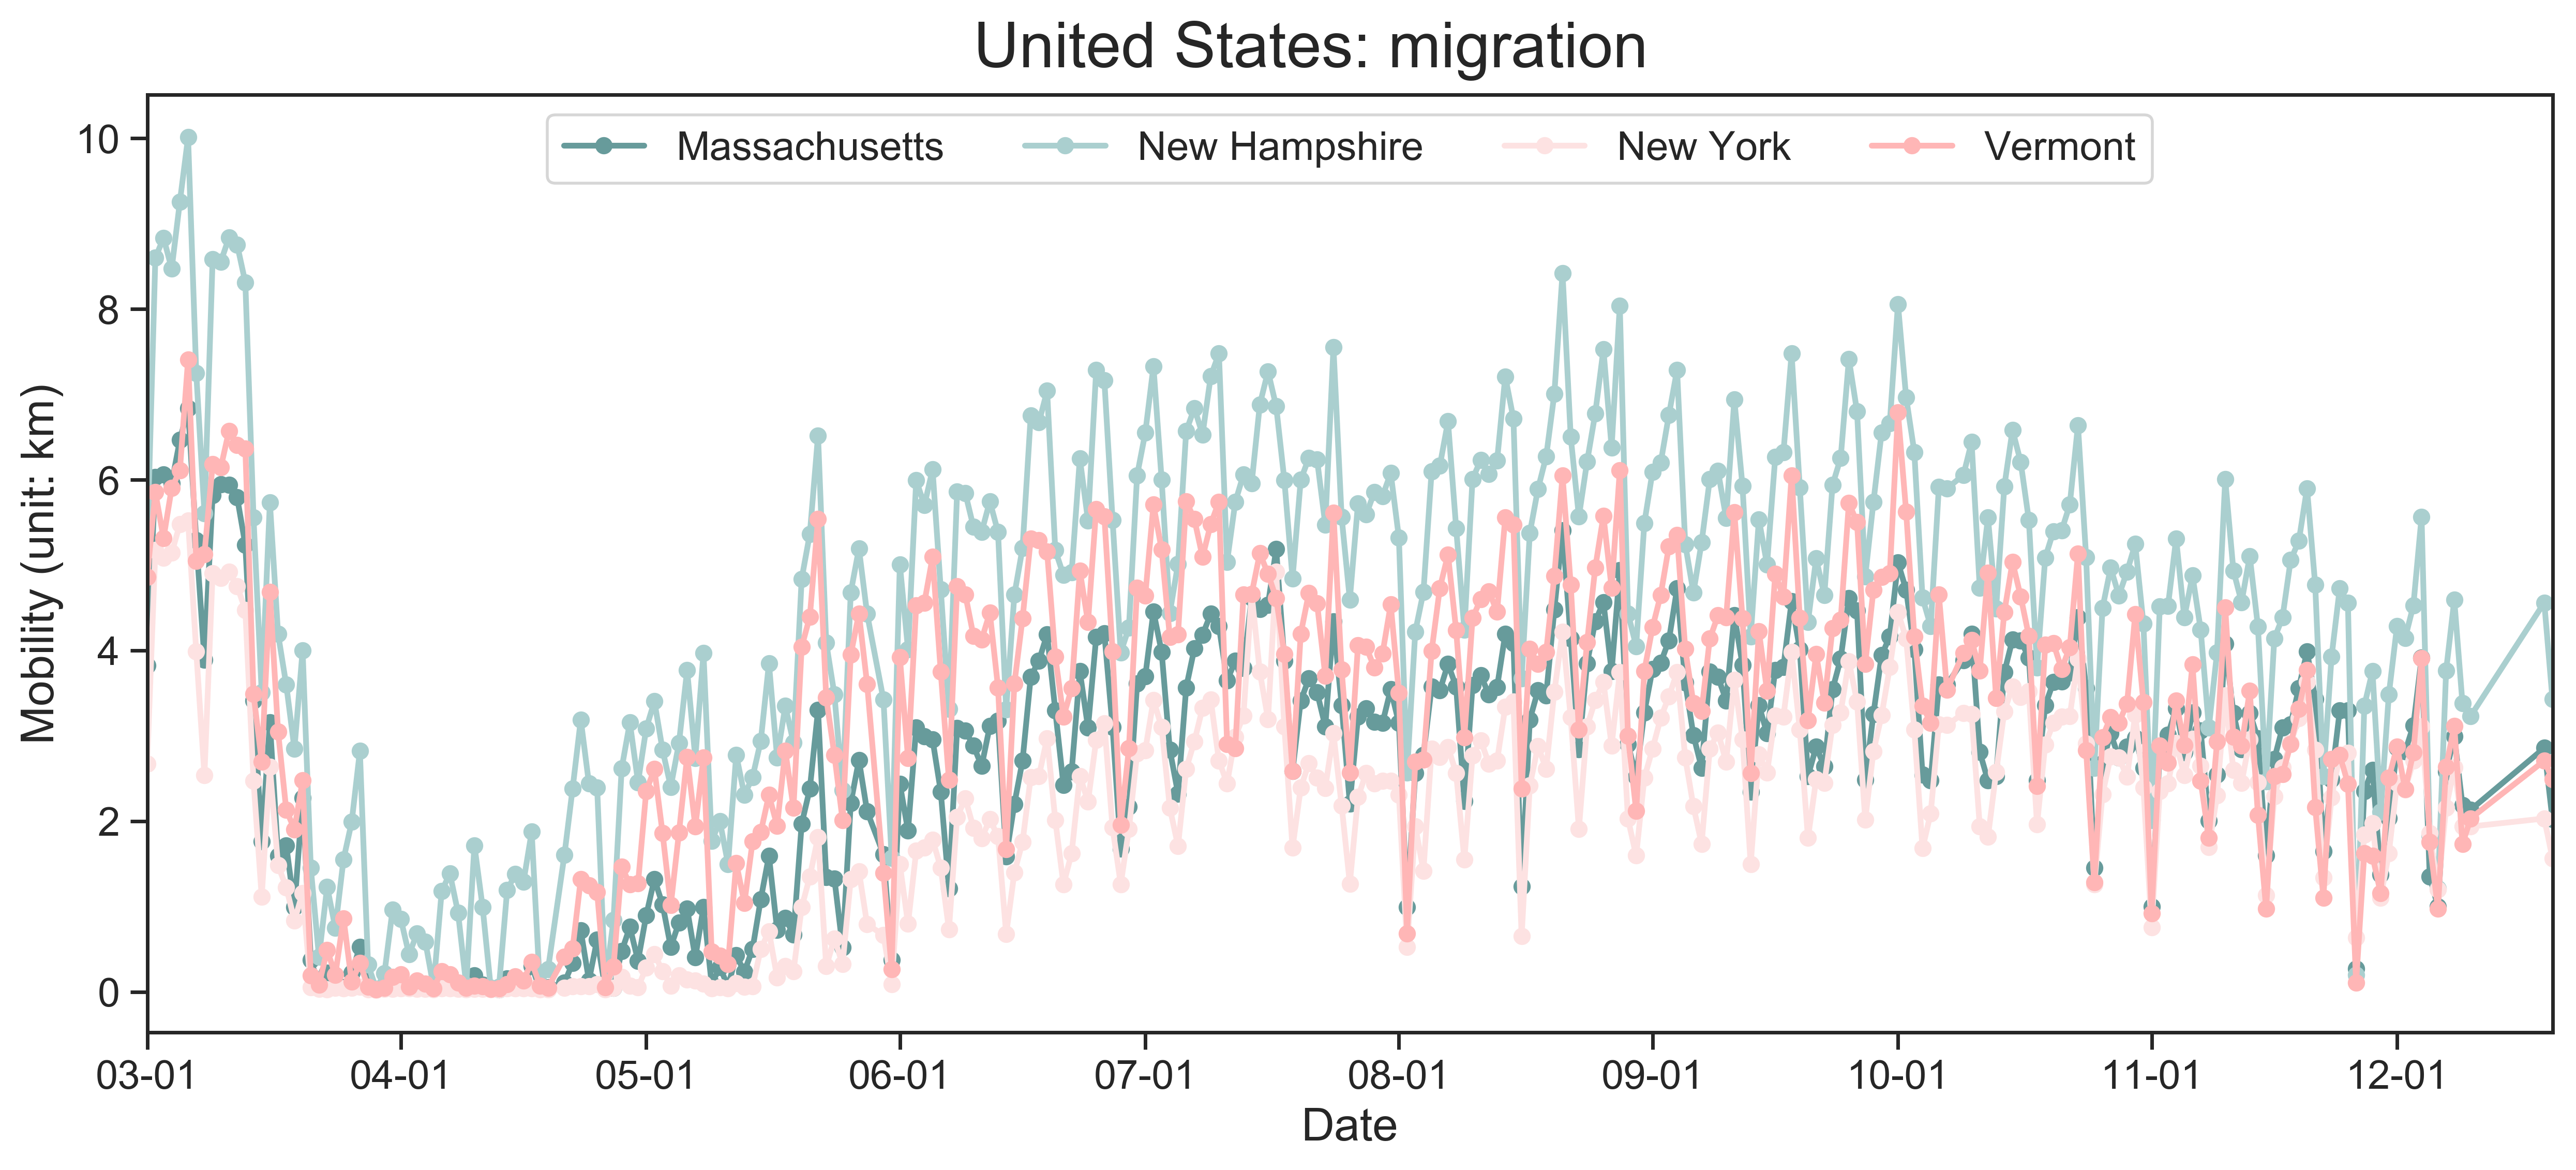 United States: migration
Massachusetts New Hampshire New York Vermont
Mobility (unit: km)
10
8
6
4
2
0
03-01 04-01 05-01 06-01 07-01 08-01 09-01 10-01 11-01 12-01
Date